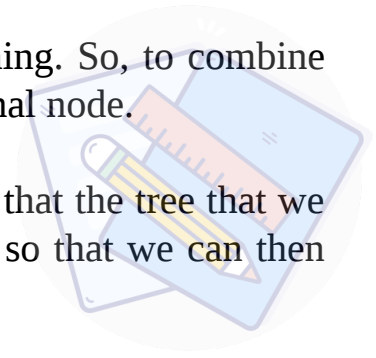 ing. So, to combine
nal node.
that the tree that we
so that we can then